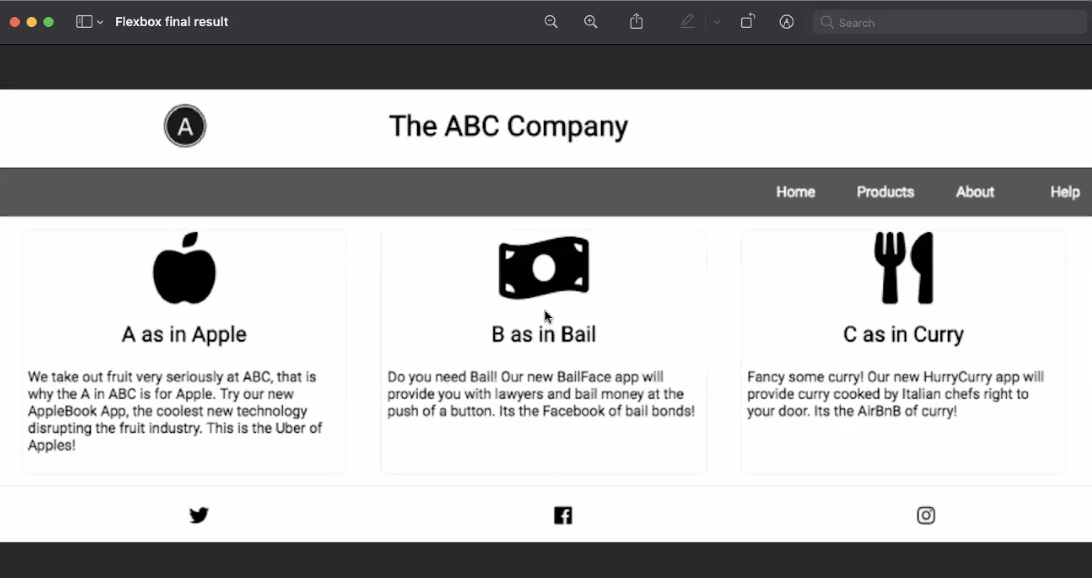 Flexbox final result
Search
A
The ABC Company
Home Products About Help
A as in Apple
We take out fruit very seriously at ABC, that is
why the A in ABC is for Apple. Try our new
AppleBook App, the coolest new technology
disrupting the fruit industry. This is the Uber of
Apples!
B as in Bail
Do you need Bail! Our new BailFace app will
provide you with lawyers and bail money at the
push of a button. Its the Facebook of bail bonds!
C as in Curry
Fancy some curry! Our new HurryCurry app will
provide curry cooked by Italian chefs right to
your door. Its the AirBnB of curry!